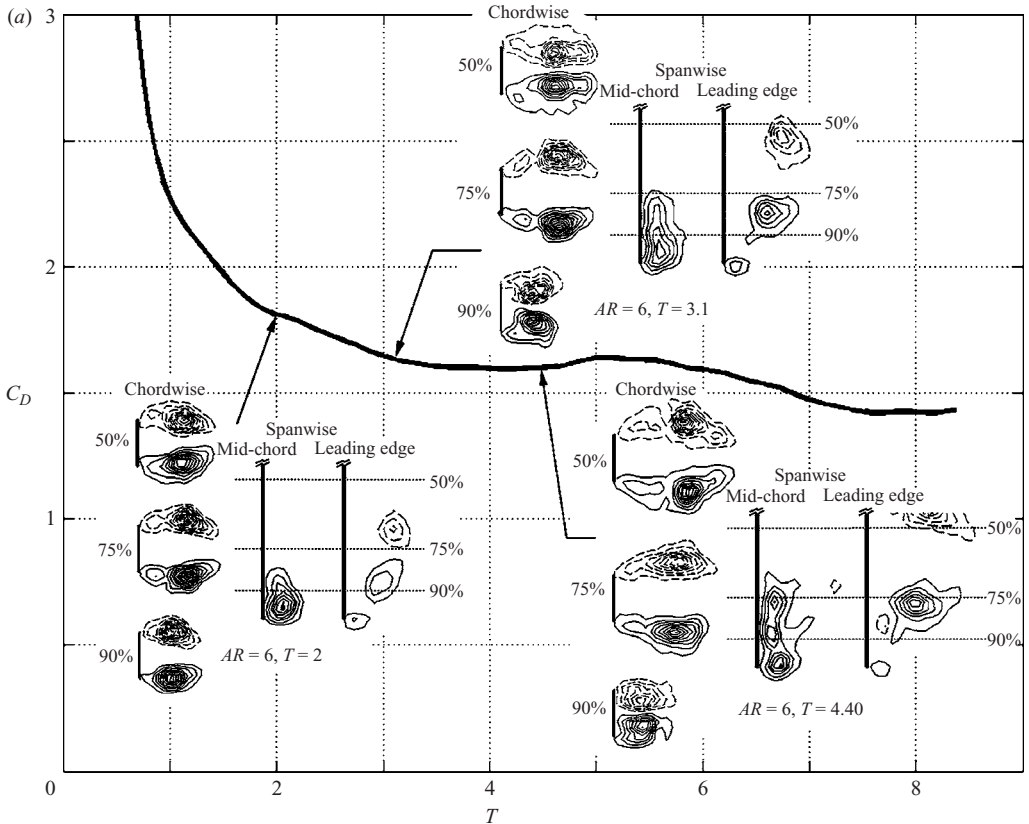 (a)
3
2
1
0
C_D
0
2
4
6
8
T
Chordwise
50%
75%
90%
Spanwise
Mid-chord Leading edge
50%
75%
90%
AR = 6, T = 3.1
Chordwise
50%
75%
90%
Spanwise
Mid-chord Leading edge
50%
75%
90%
AR = 6, T = 2
Chordwise
50%
75%
90%
Spanwise
Mid-chord Leading edge
50%
75%
90%
AR = 6, T = 4.40